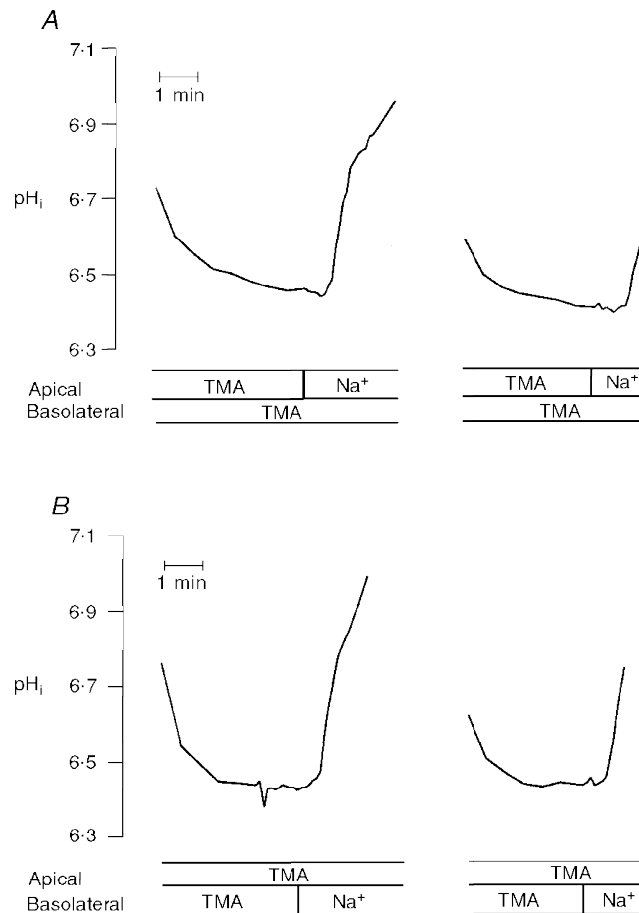 A
7·1
1 min
6·9
pHi
6·7
6·5
6·3
Apical TMA Na+ TMA Na+
Basolateral TMA TMA
B
7·1
1 min
6·9
pHi
6·7
6·5
6·3
Apical TMA TMA
Basolateral TMA Na+ TMA Na+